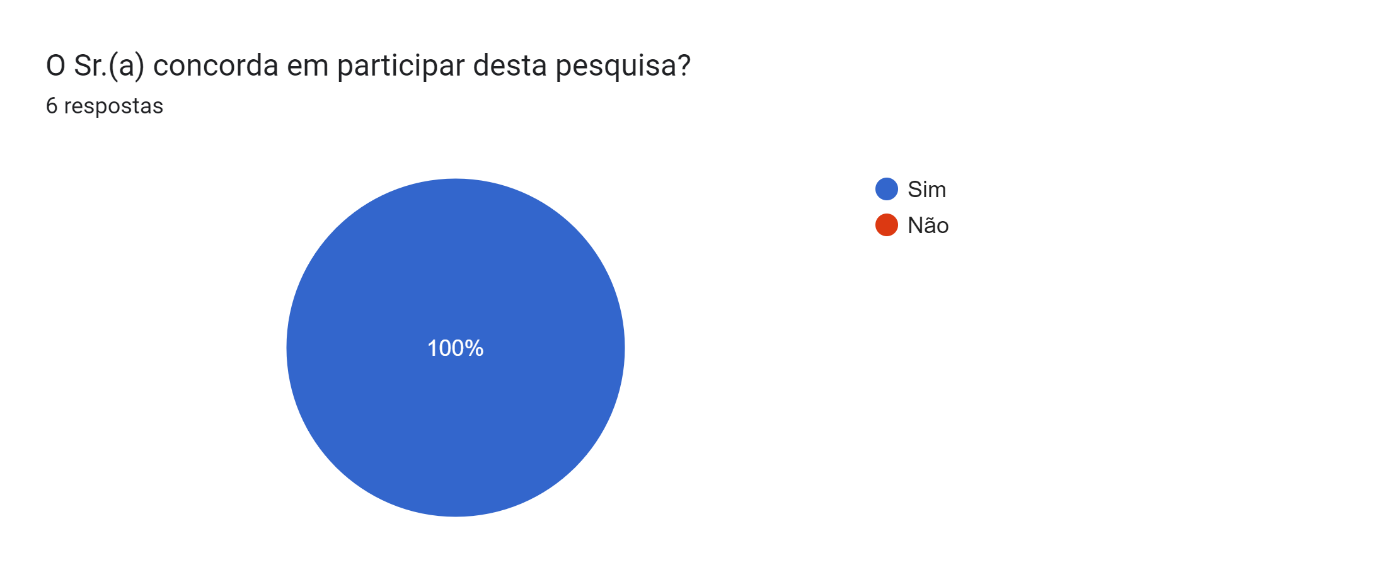 O Sr.(a) concorda em participar desta pesquisa?
6 respostas
Sim
Não
100%